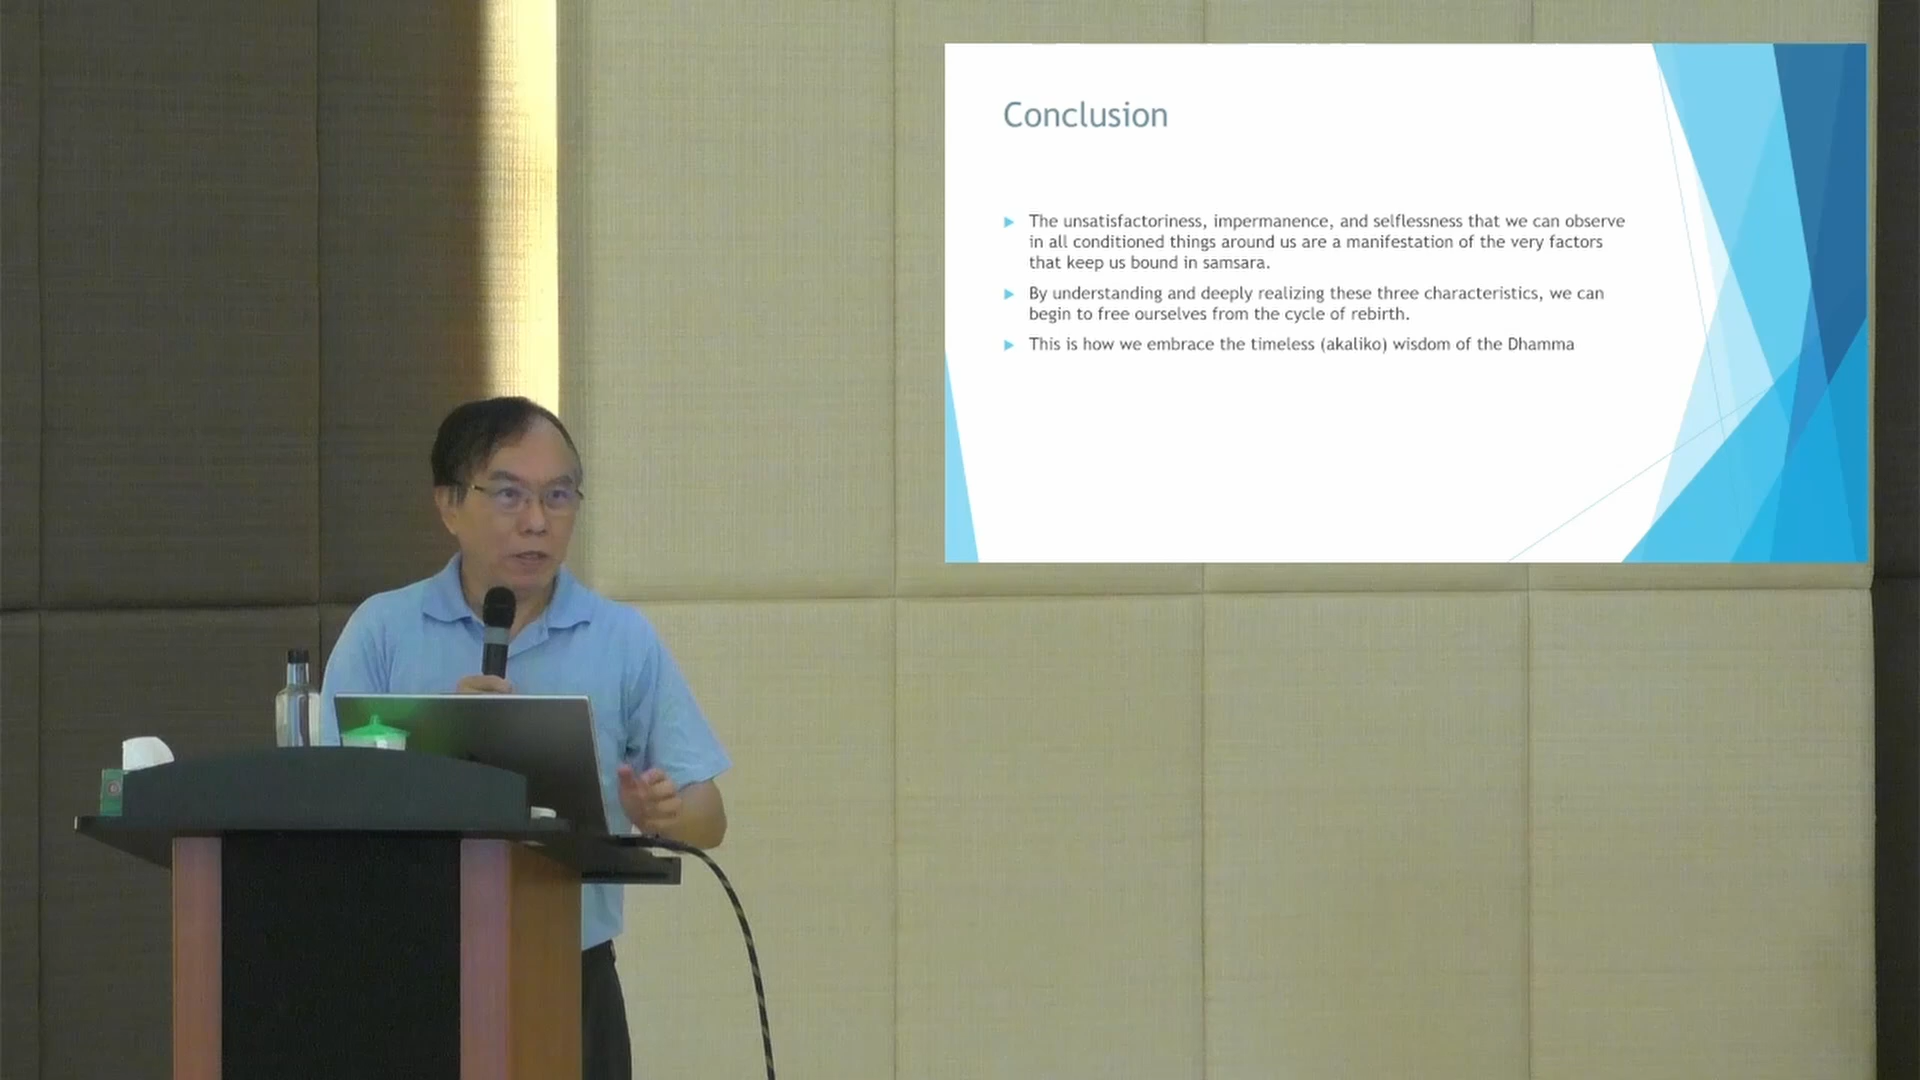 Conclusion
The unsatisfactoriness, impermanence, and selflessness that we can observe
in all conditioned things around us are a manifestation of the very factors
that keep us bound in samsara.
By understanding and deeply realizing these three characteristics, we can
begin to free ourselves from the cycle of rebirth.
This is how we embrace the timeless (akaliko) wisdom of the Dhamma